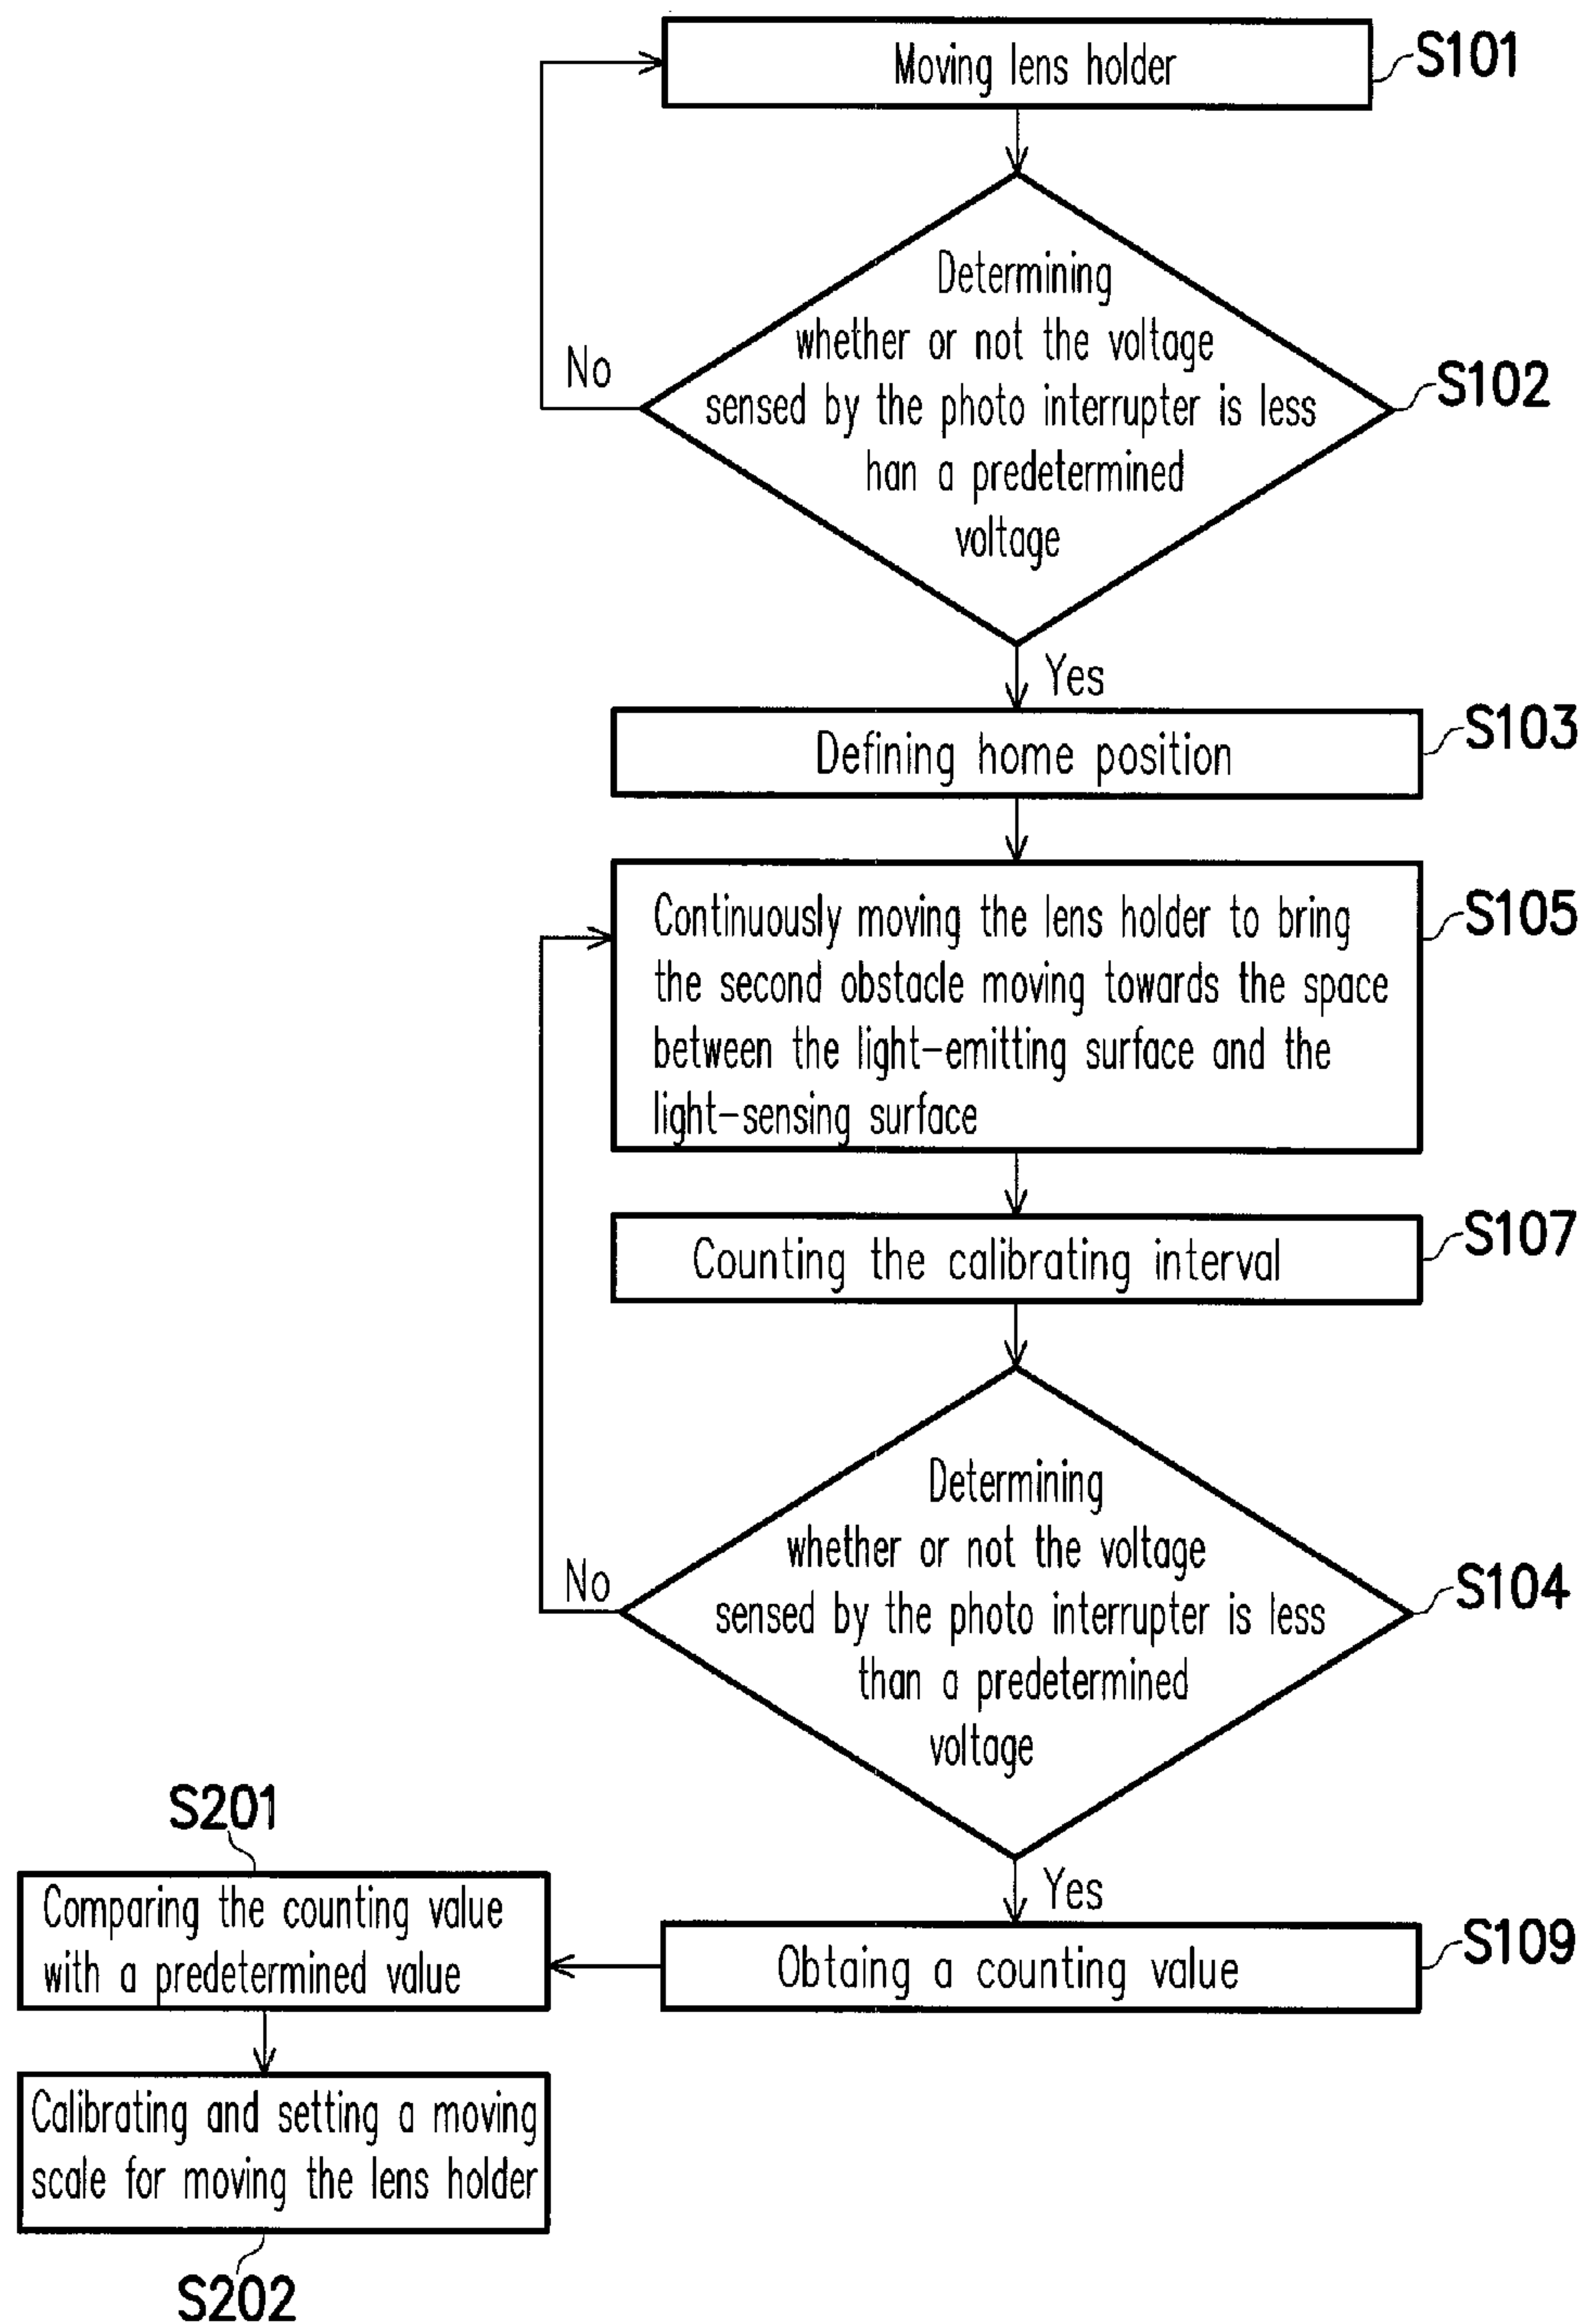 Moving lens holder
S101
Determining
whether or not the voltage
sensed by the photo interrupter is less
han a predetermined
voltage
S102
No
Yes
Defining home position
S103
Continuously moving the lens holder to bring
the second obstacle moving towards the space
between the light-emitting surface and the
light-sensing surface
S105
Counting the calibrating interval
S107
Determining
whether or not the voltage
sensed by the photo interrupter is less
than a predetermined
voltage
S104
No
Yes
Obtaing a counting value
S109
S201
Comparing the counting value
with a predetermined value
Calibrating and setting a moving
scale for moving the lens holder
S202